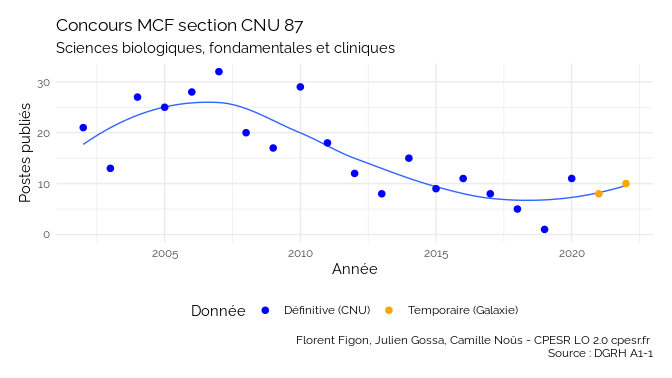 Concours MCF section CNU 87
Sciences biologiques, fondamentales et cliniques
Postes publiés
30
20
10
0
2005 2010 2015 2020
Année
Donnée Définitive (CNU) Temporaire (Galaxie)
Florent Figon, Julien Gossa, Camille Noûs - CPESR LO 2.0 cpesr.fr
Source : DGRH A1-1